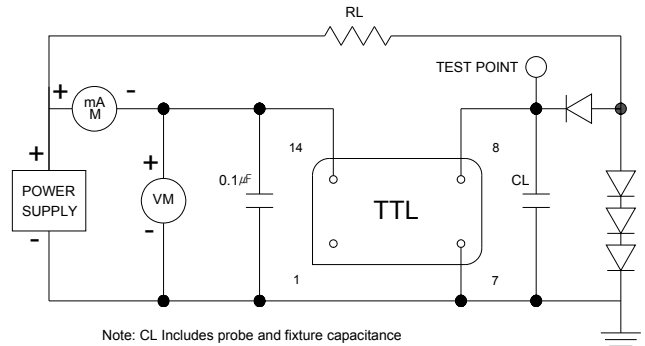 RL
TEST POINT
+
mA
M
-
14
8
+
+
0.1㎌
CL
POWER
SUPPLY
VM
TTL
-
-
1
7
Note: CL Includes probe and fixture capacitance